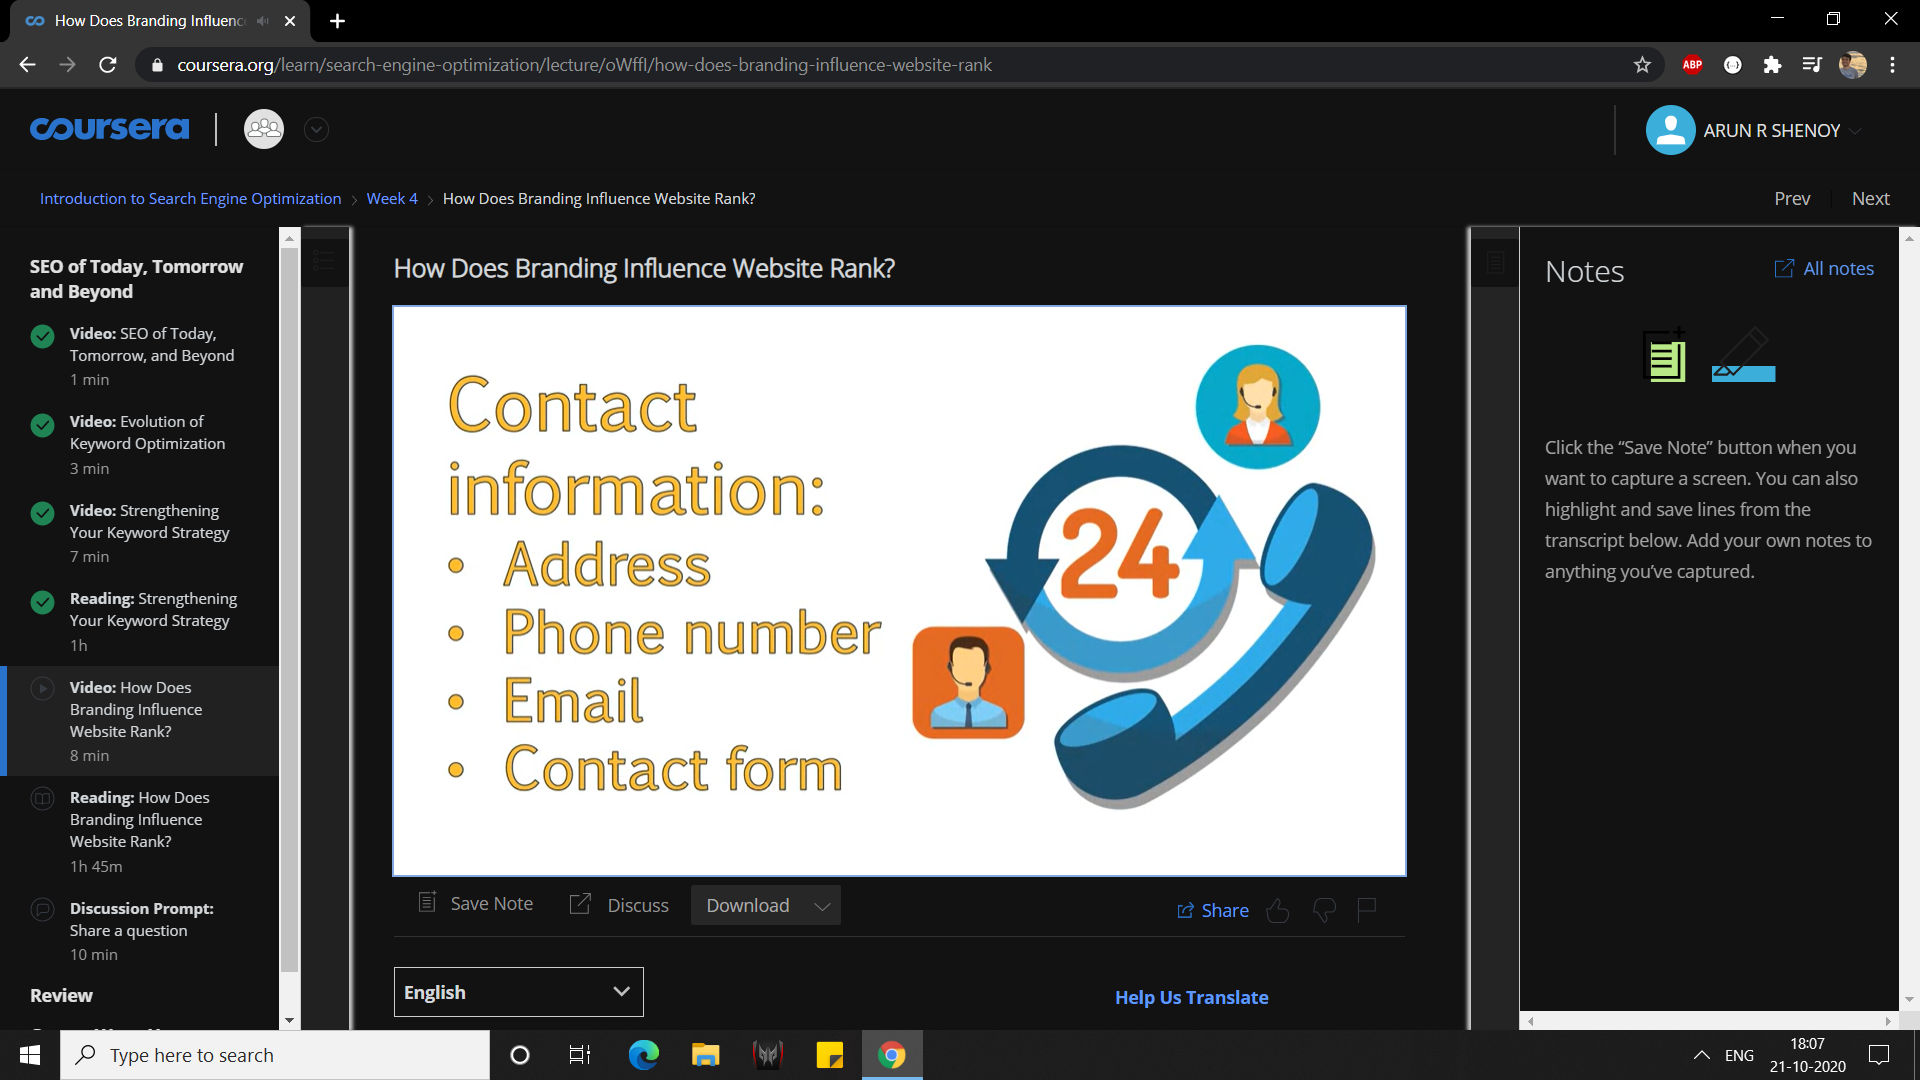 How Does Branding Influenc
coursera.org/learn/search-engine-optimization/lecture/oWffI/how-does-branding-influence-website-rank
ABP
coursera
ARUN R SHENOY
Introduction to Search Engine Optimization
Week 4
How Does Branding Influence Website Rank?
Prev
Next
SEO of Today, Tomorrow
and Beyond
Video: SEO of Today,
Tomorrow, and Beyond
1 min
Video: Evolution of
Keyword Optimization
3 min
Video: Strengthening
Your Keyword Strategy
7 min
Reading: Strengthening
Your Keyword Strategy
1h
Video: How Does
Branding Influence
Website Rank?
8 min
Reading: How Does
Branding Influence
Website Rank?
1h 45m
Discussion Prompt:
Share a question
10 min
Review
How Does Branding Influence Website Rank?
Contact
information:
• Address
• Phone number
• Email
• Contact form
24
Save Note
Discuss
Download
Share
English
Help Us Translate
Notes
All notes
Click the “Save Note” button when you
want to capture a screen. You can also
highlight and save lines from the
transcript below. Add your own notes to
anything you’ve captured.
Type here to search
ENG
18:07
21-10-2020